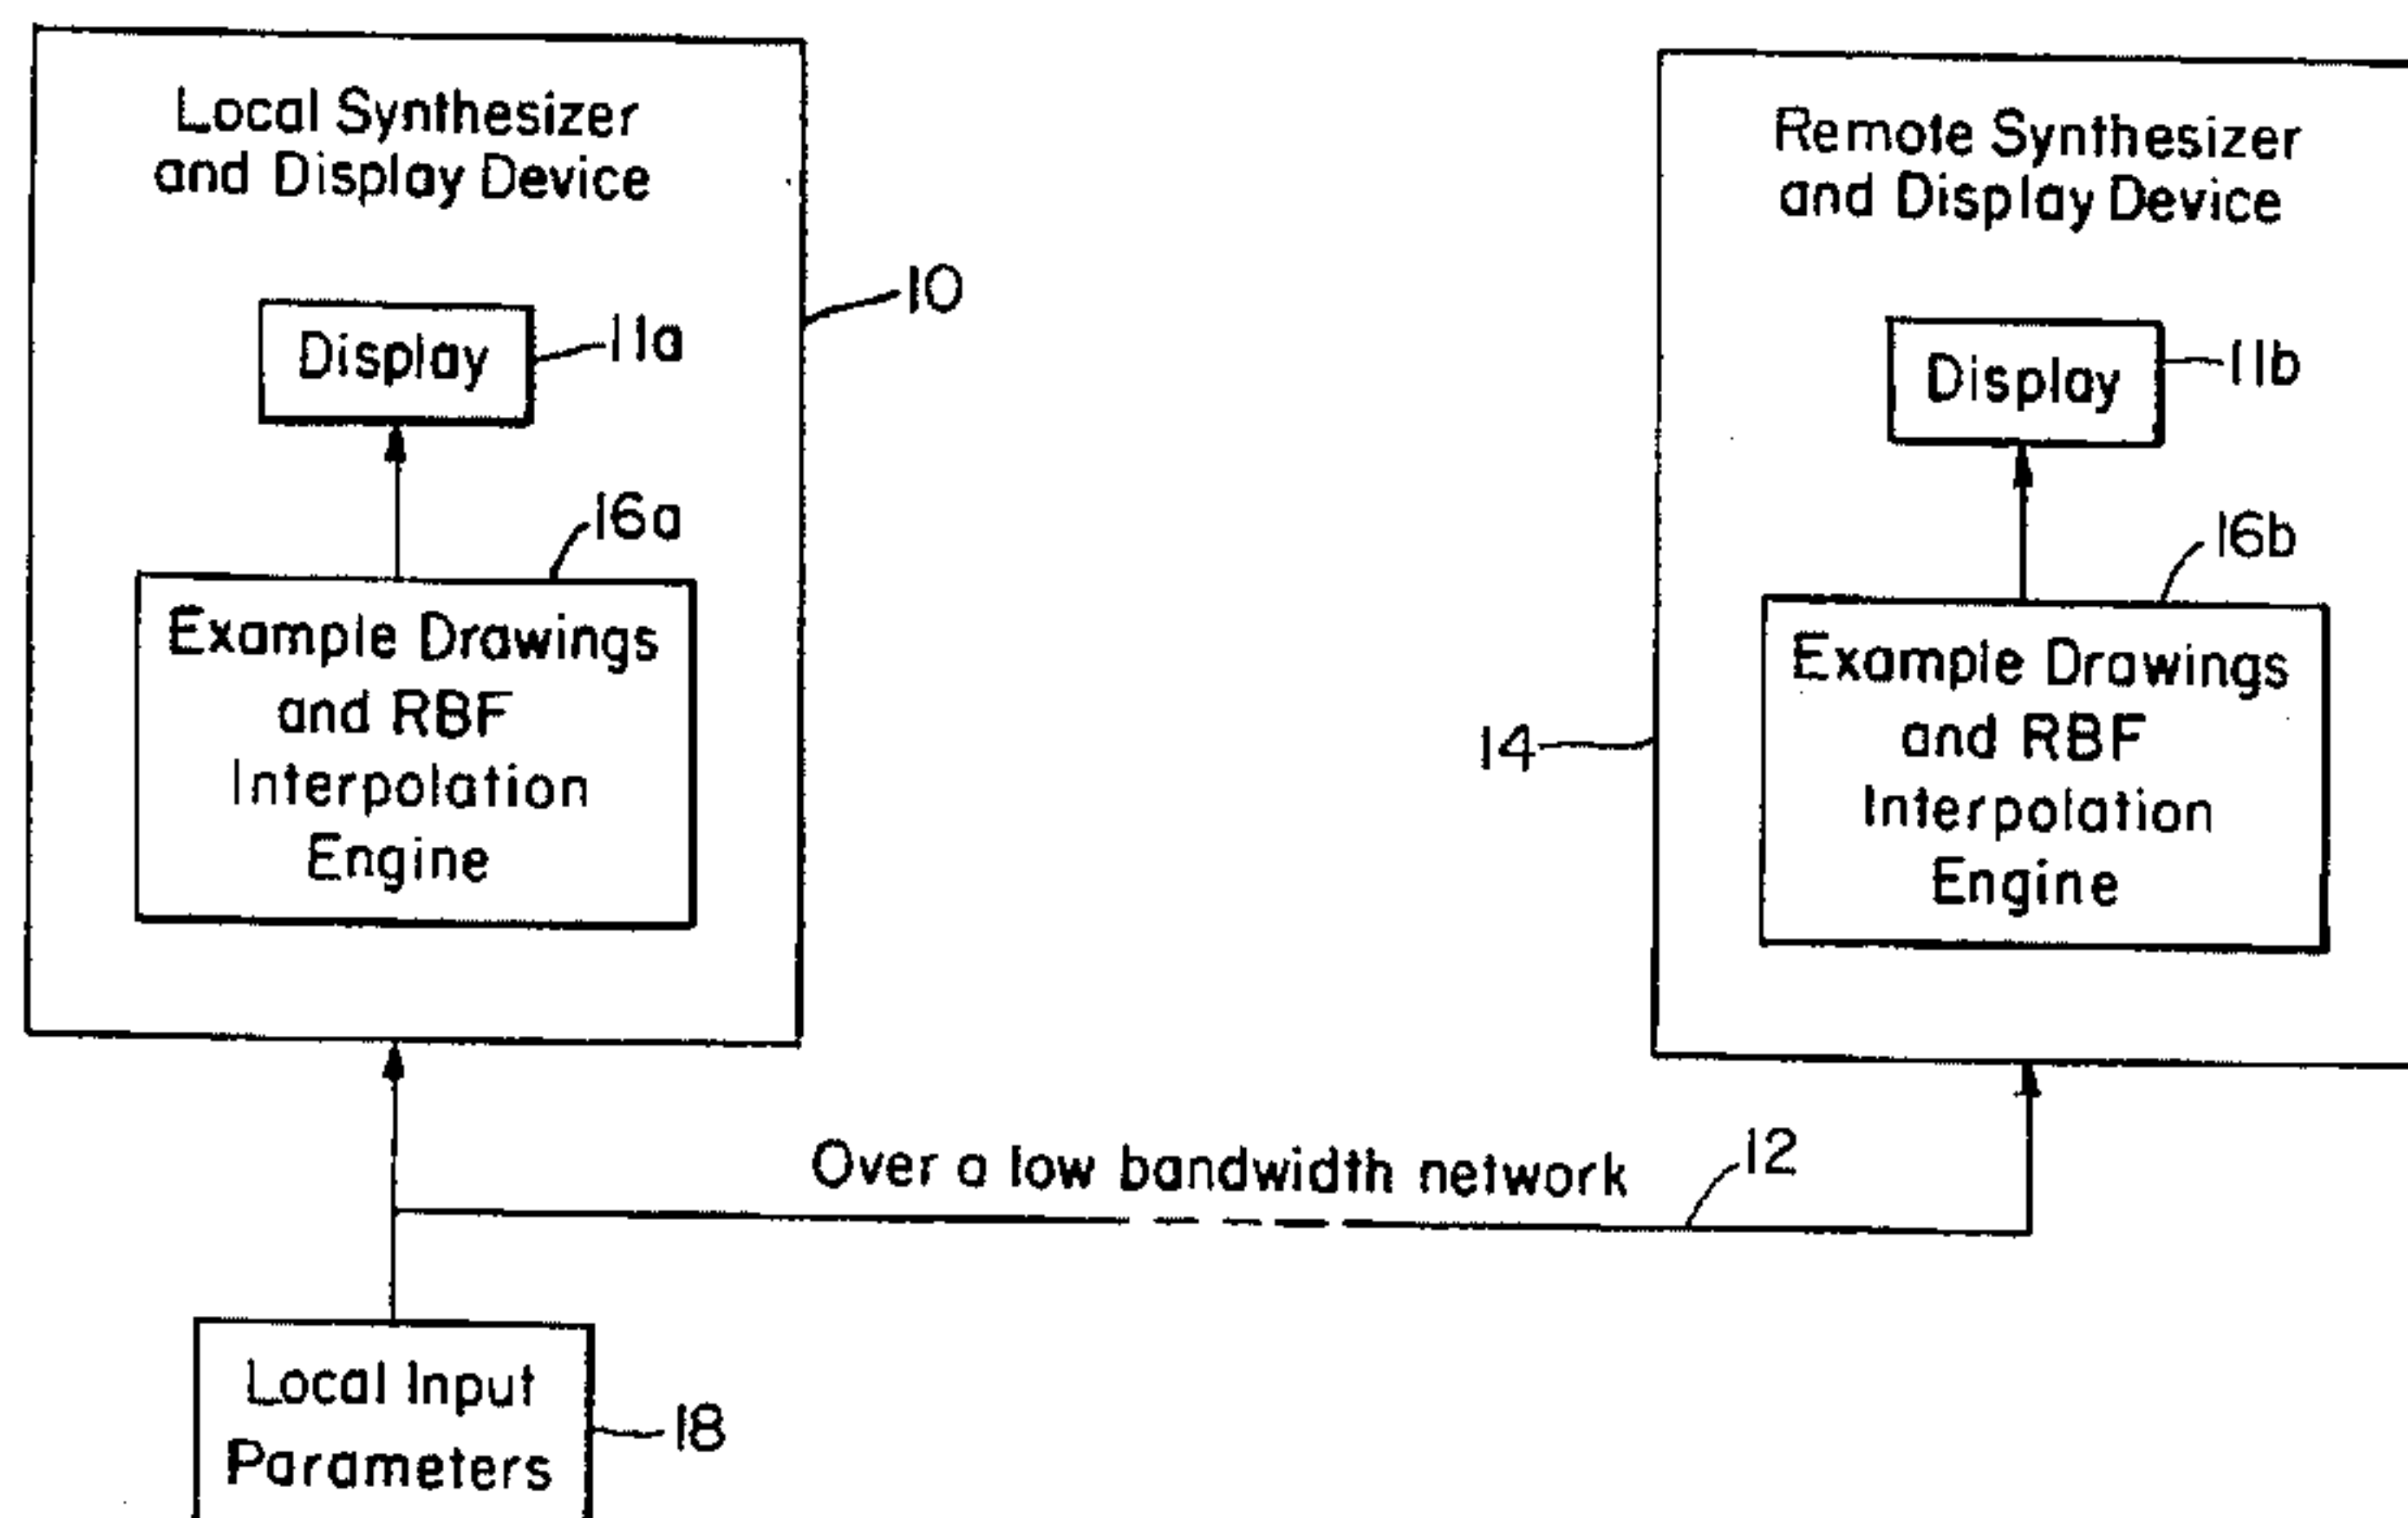 Local Synthesizer
and Display Device
10
Display
11a
16a
Example Drawings
and RBF
Interpolation
Engine
Remote Synthesizer
and Display Device
Display
11b
16b
14
Example Drawings
and RBF
Interpolation
Engine
Over a low bandwidth network
12
Local Input
Parameters
18